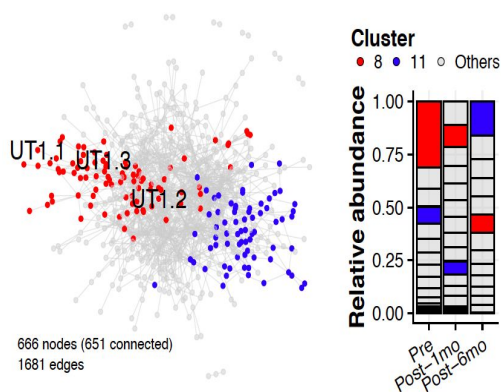 UT1.1
UT1.3
UT1.2
666 nodes (651 connected)
1681 edges
Cluster
8 11 Others
Relative abundance
1.00
0.75
0.50
0.25
0.00
Pre
Post-1mo
Post-6mo